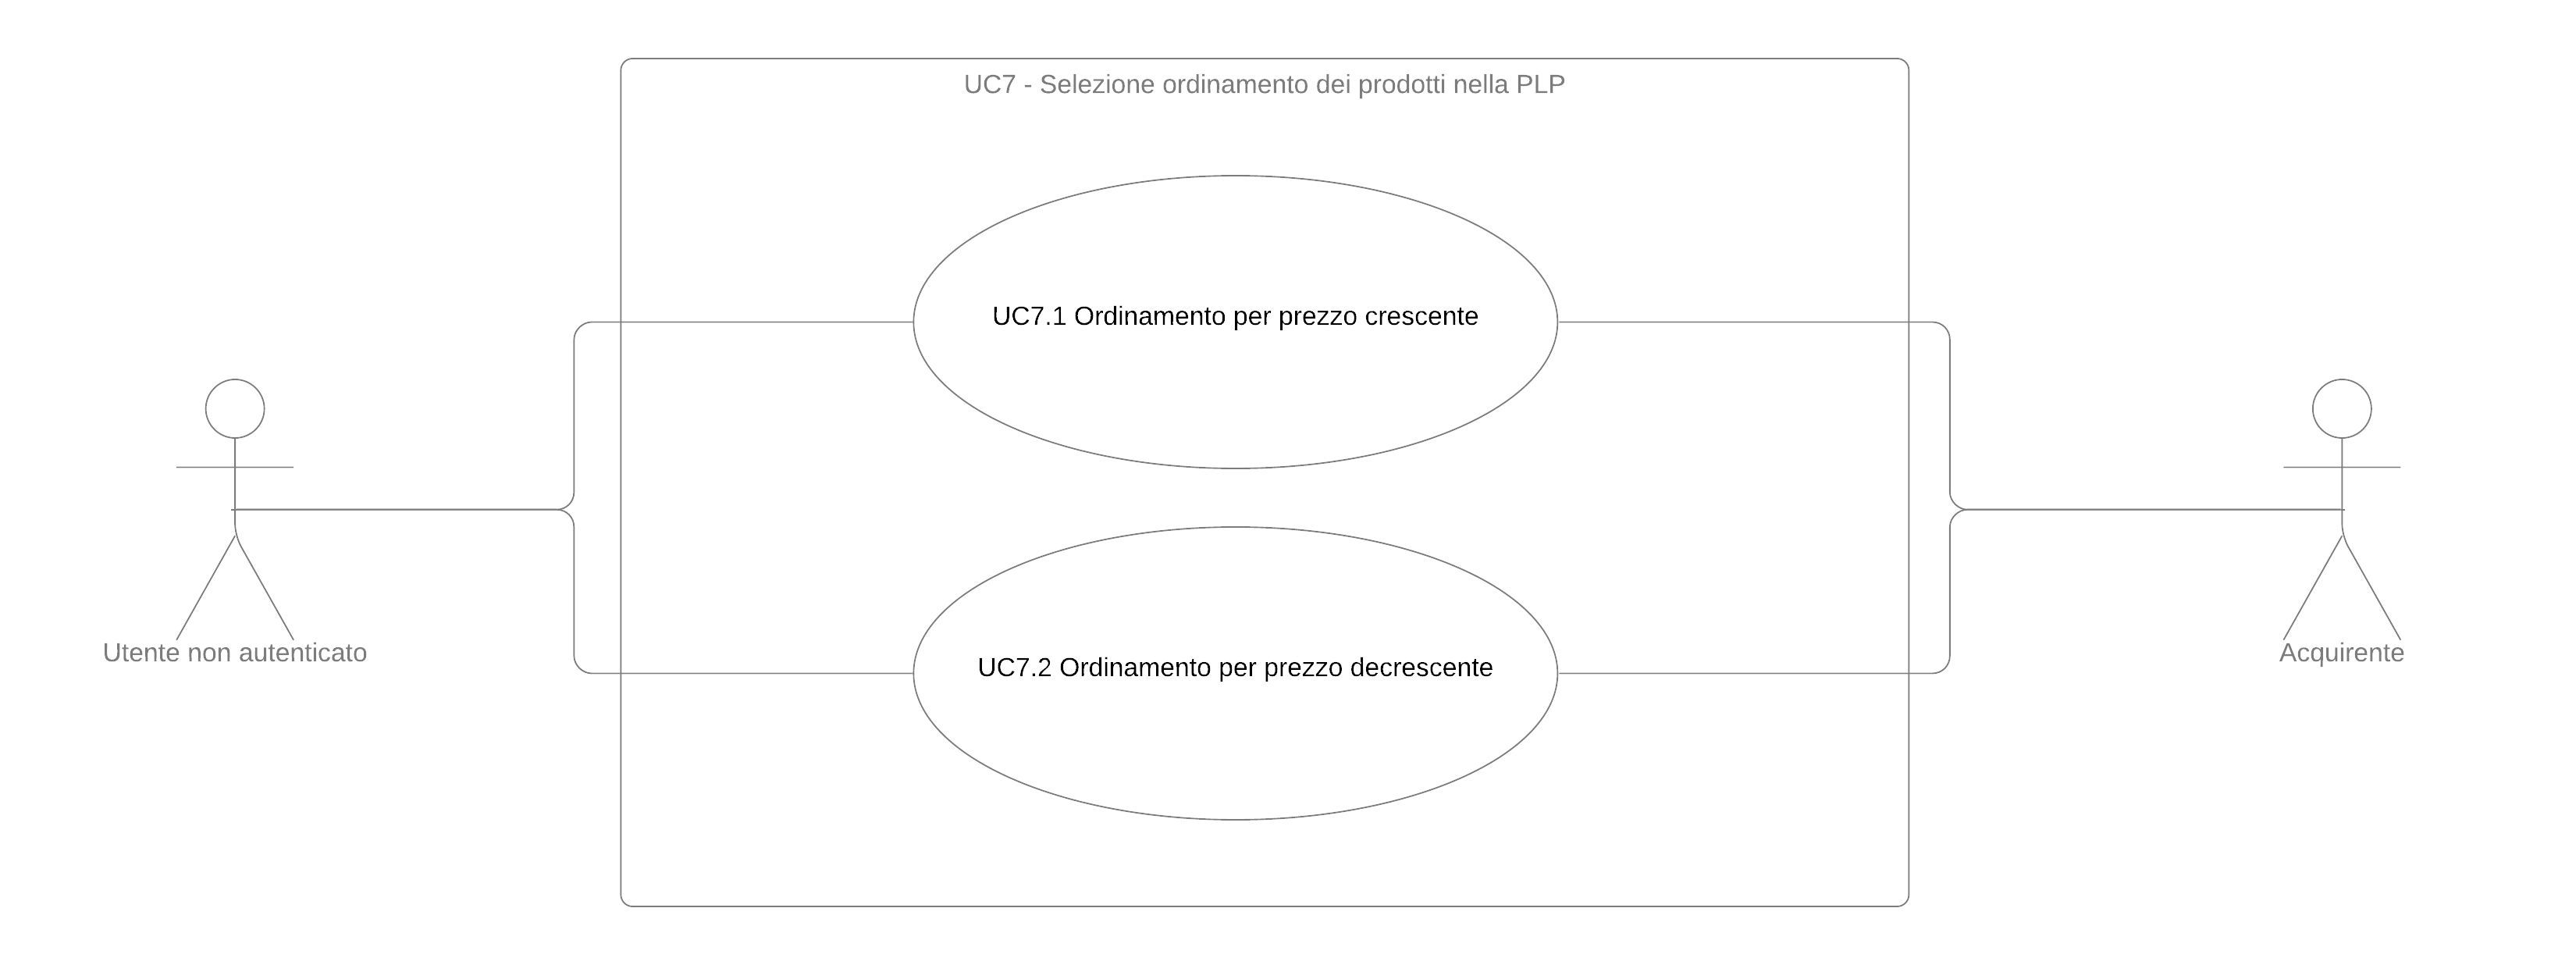 UC7 - Selezione ordinamento dei prodotti nella PLP
UC7.1 Ordinamento per prezzo crescente
Utente non autenticato
Acquirente
UC7.2 Ordinamento per prezzo decrescente